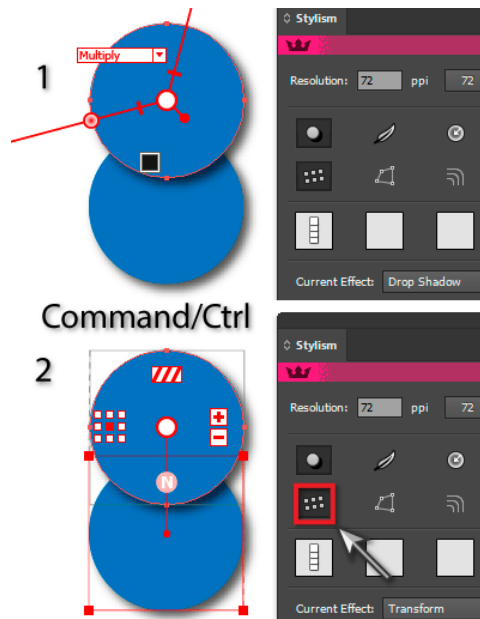 Stylism
1
Multiply
Resolution: 72 ppi 72
Current Effect: Drop Shadow
Command/Ctrl
2
Stylism
Resolution: 72 ppi 72
N
Current Effect: Transform